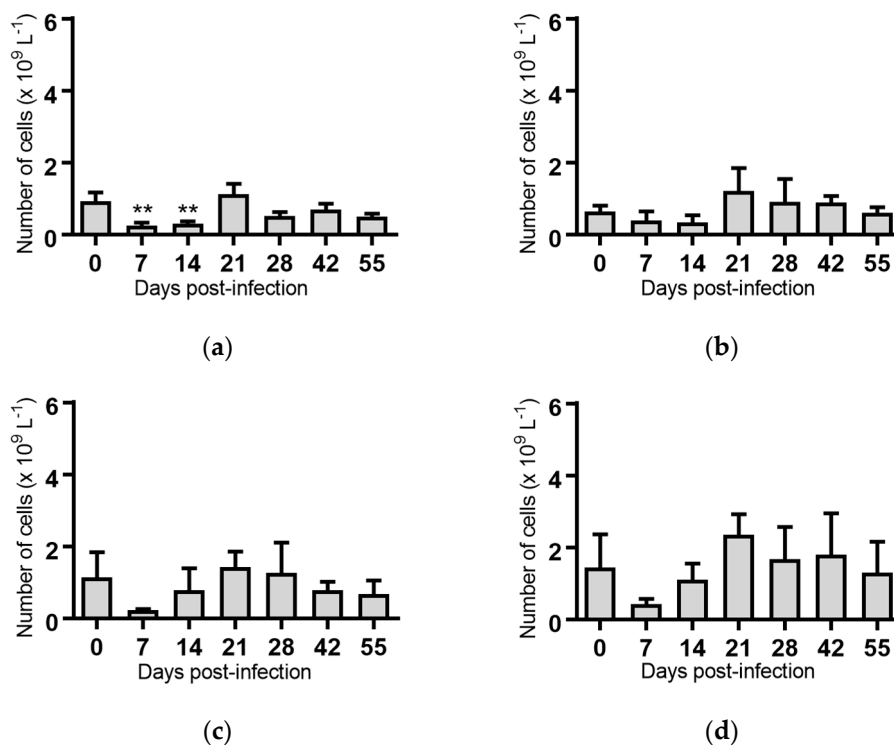 Number of cells (x 10⁹ L⁻¹)
6
4
2
0
** **
0 7 14 21 28 42 55
Days post-infection
(a)
Number of cells (x 10⁹ L⁻¹)
6
4
2
0
0 7 14 21 28 42 55
Days post-infection
(b)
Number of cells (x 10⁹ L⁻¹)
6
4
2
0
0 7 14 21 28 42 55
Days post-infection
(c)
Number of cells (x 10⁹ L⁻¹)
6
4
2
0
0 7 14 21 28 42 55
Days post-infection
(d)